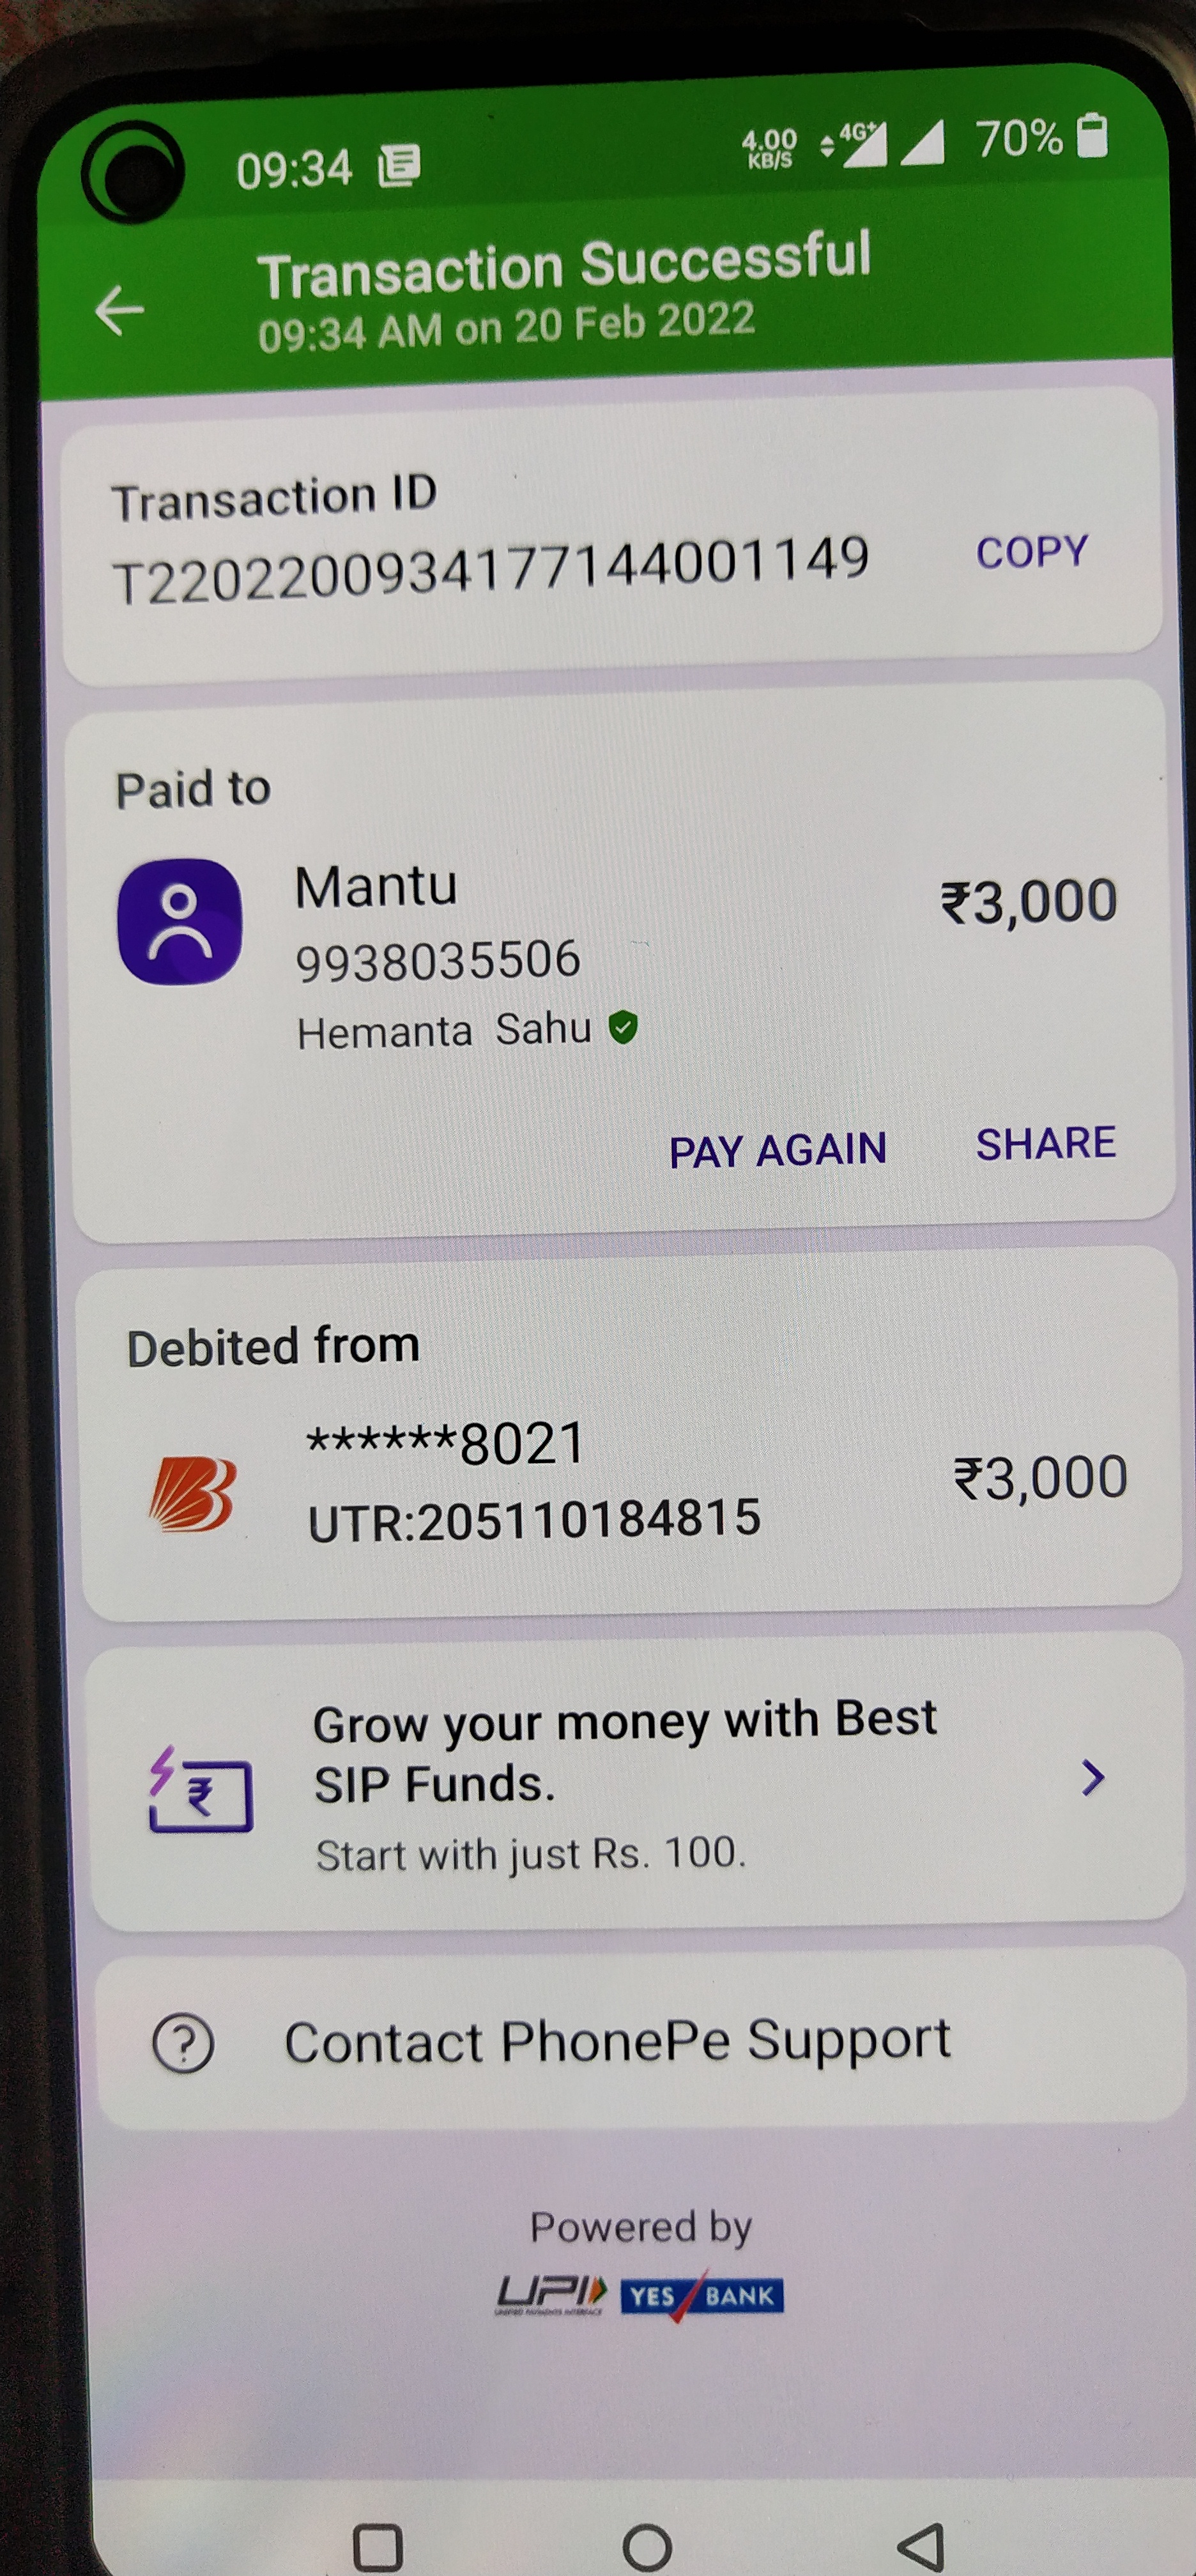 09:34
4.00
KB/S
4G+
70%
Transaction Successful
09:34 AM on 20 Feb 2022
Transaction ID
T2202200934177144001149
COPY
Paid to
Mantu
₹3,000
9938035506
Hemanta Sahu
PAY AGAIN
SHARE
Debited from
******8021
₹3,000
UTR:205110184815
Grow your money with Best
SIP Funds.
₹
Start with just Rs. 100.
Contact PhonePe Support
Powered by
UPI
UNIFIED PAYMENTS INTERFACE
YES BANK